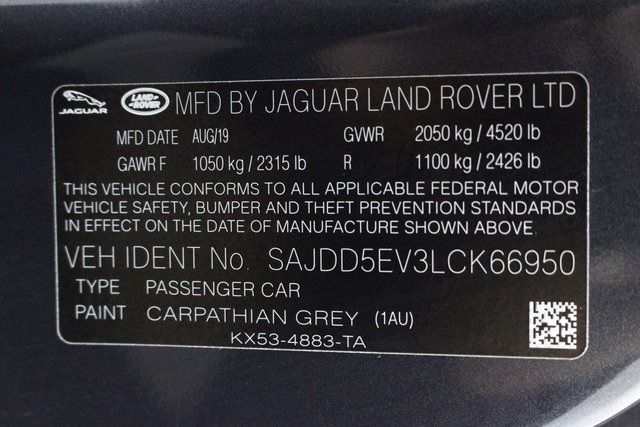 JAGUAR LAND-ROVER MFD BY JAGUAR LAND ROVER LTD
MFD DATE AUG/19 GVWR 2050 kg / 4520 lb
GAWR F 1050 kg / 2315 lb R 1100 kg / 2426 lb
THIS VEHICLE CONFORMS TO ALL APPLICABLE FEDERAL MOTOR
VEHICLE SAFETY, BUMPER AND THEFT PREVENTION STANDARDS
IN EFFECT ON THE DATE OF MANUFACTURE SHOWN ABOVE.
VEH IDENT No. SAJDD5EV3LCK66950
TYPE PASSENGER CAR
PAINT CARPATHIAN GREY (1AU)
KX53-4883-TA